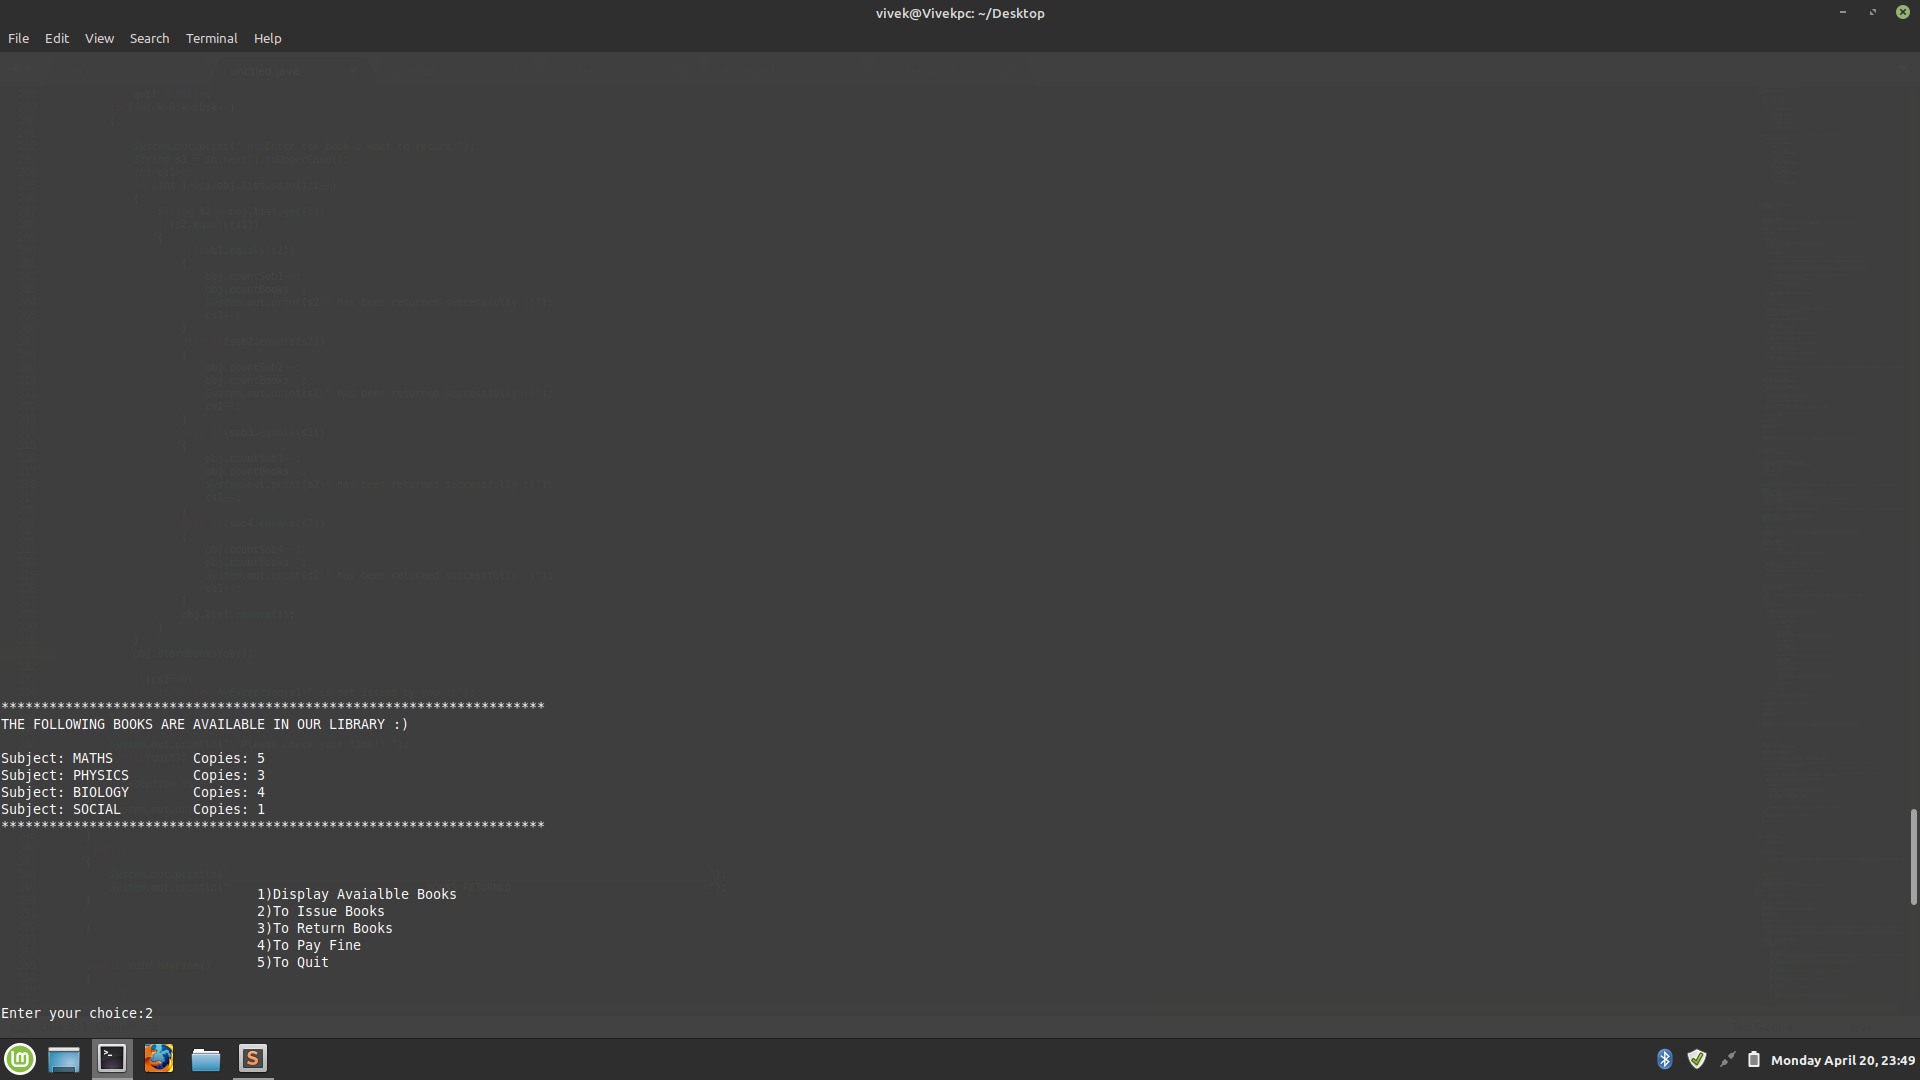 vivek@Vivekpc: ~/Desktop
File Edit View Search Terminal Help
********************************************************************
THE FOLLOWING BOOKS ARE AVAILABLE IN OUR LIBRARY :)
Subject: MATHS Copies: 5
Subject: PHYSICS Copies: 3
Subject: BIOLOGY Copies: 4
Subject: SOCIAL Copies: 1
********************************************************************
1)Display Avaialble Books
2)To Issue Books
3)To Return Books
4)To Pay Fine
5)To Quit
Enter your choice:2
Monday April 20, 23:49